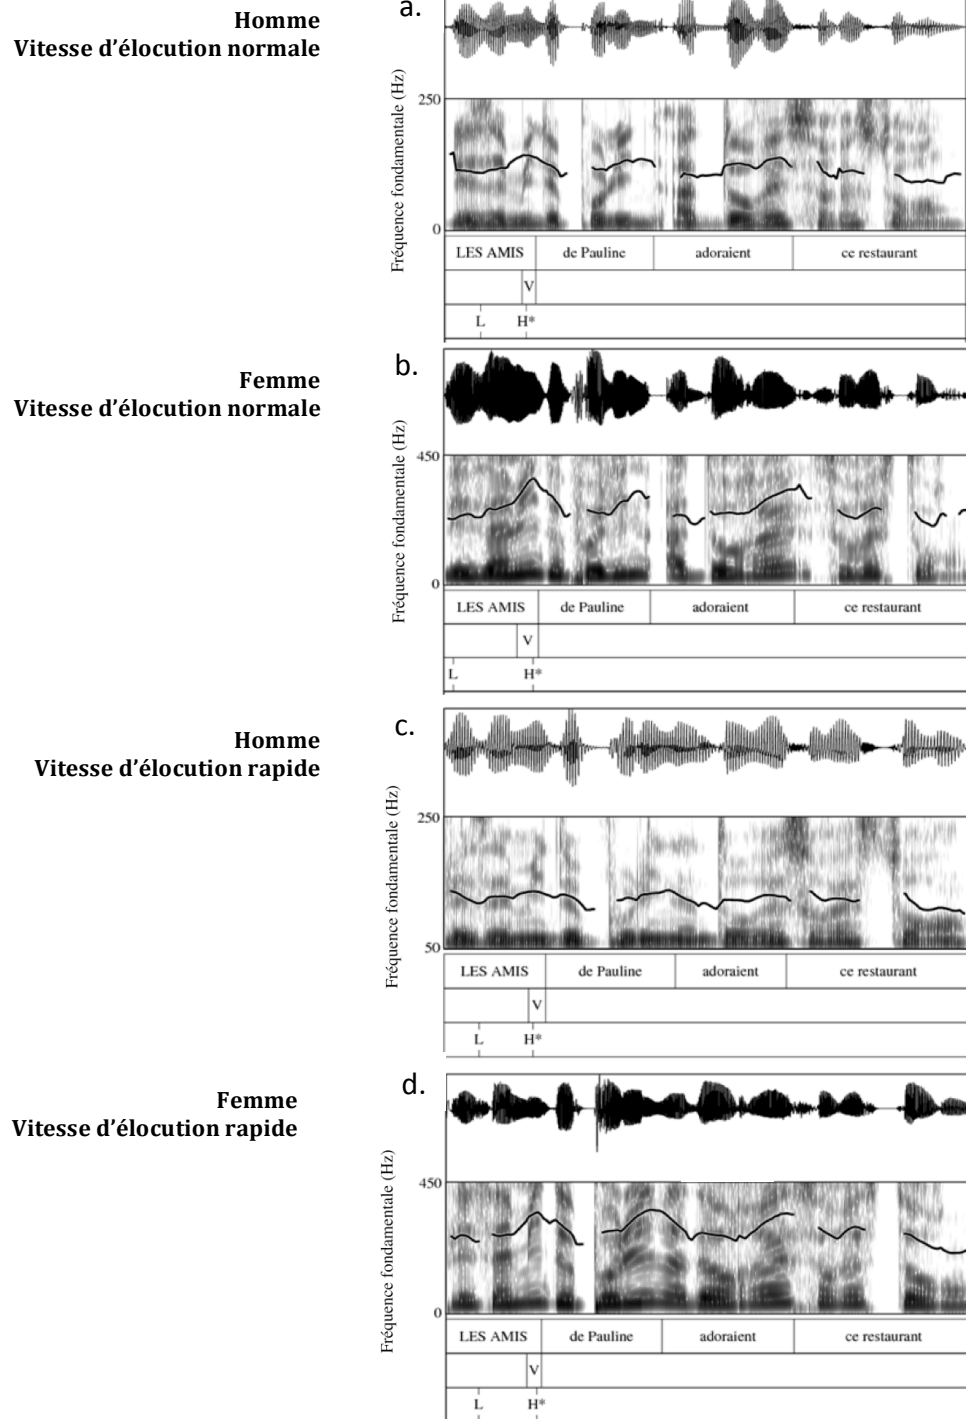 a.
Homme
Vitesse d’élocution normale
Fréquence fondamentale (Hz)
250
0
LES AMIS de Pauline adoraient ce restaurant
V
L H*
b.
Femme
Vitesse d’élocution normale
Fréquence fondamentale (Hz)
450
0
LES AMIS de Pauline adoraient ce restaurant
V
L H*
c.
Homme
Vitesse d’élocution rapide
Fréquence fondamentale (Hz)
250
50
LES AMIS de Pauline adoraient ce restaurant
V
L H*
d.
Femme
Vitesse d’élocution rapide
Fréquence fondamentale (Hz)
450
0
LES AMIS de Pauline adoraient ce restaurant
V
L H*